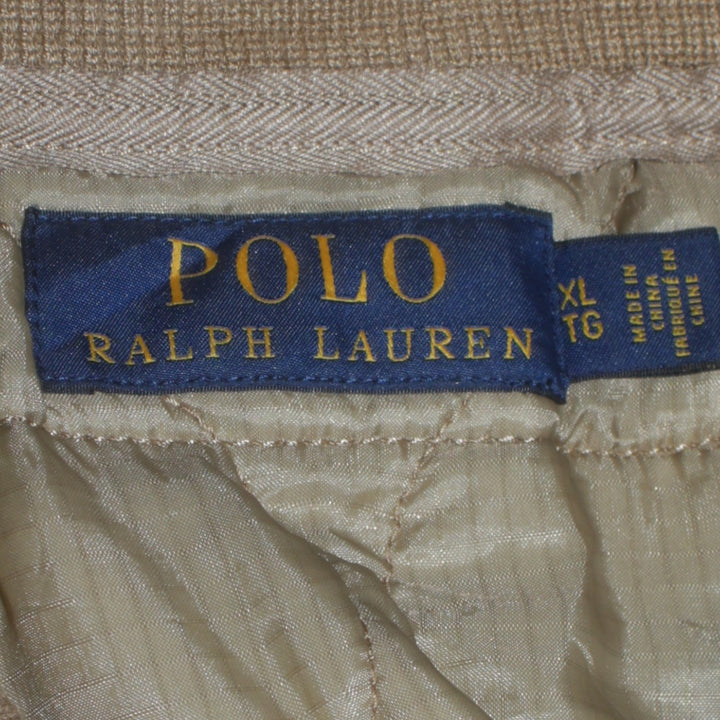 POLO
RALPH LAUREN
XL
TG
MADE IN
CHINA
FABRIQUÉ EN
CHINE